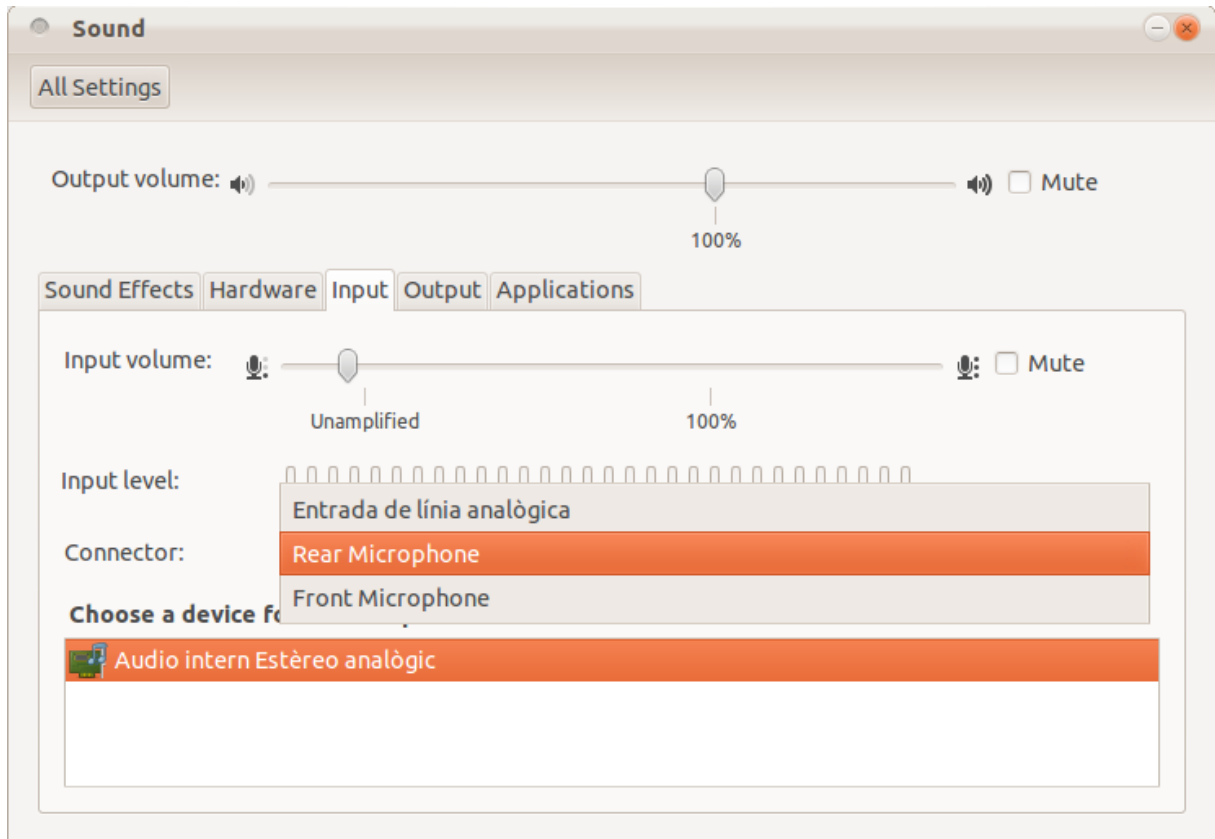 Sound
All Settings
Output volume: Mute
100%
Sound Effects Hardware Input Output Applications
Input volume: Mute
Unamplified 100%
Input level:
Entrada de línia analògica
Connector: Rear Microphone
Front Microphone
Choose a device
Audio intern Estèreo analògic